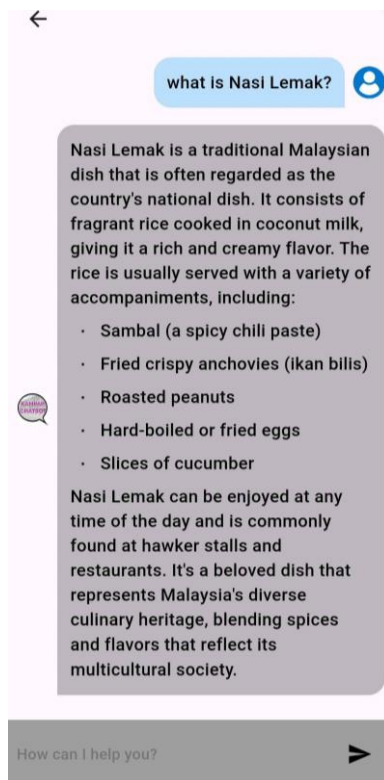 what is Nasi Lemak?
Nasi Lemak is a traditional Malaysian
dish that is often regarded as the
country's national dish. It consists of
fragrant rice cooked in coconut milk,
giving it a rich and creamy flavor. The
rice is usually served with a variety of
accompaniments, including:
· Sambal (a spicy chili paste)
· Fried crispy anchovies (ikan bilis)
· Roasted peanuts
· Hard-boiled or fried eggs
· Slices of cucumber
Nasi Lemak can be enjoyed at any
time of the day and is commonly
found at hawker stalls and
restaurants. It's a beloved dish that
represents Malaysia's diverse
culinary heritage, blending spices
and flavors that reflect its
multicultural society.
How can I help you?